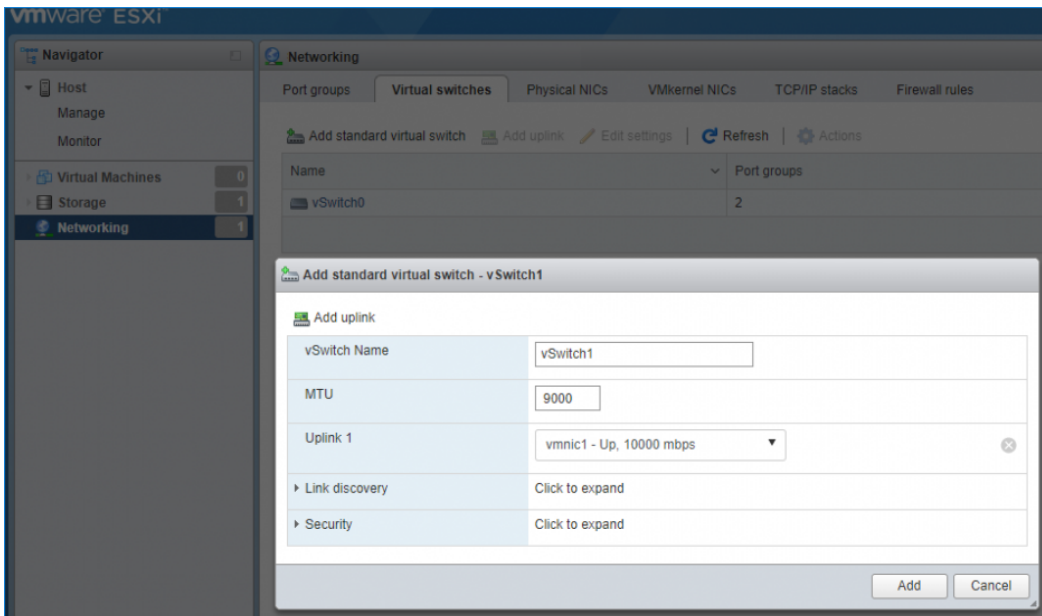 vmware ESXi™
Navigator
Host
Manage
Monitor
Virtual Machines 0
Storage 1
Networking 1
Networking
Port groups Virtual switches Physical NICs VMkernel NICs TCP/IP stacks Firewall rules
Add standard virtual switch Add uplink Edit settings Refresh Actions
Name Port groups
vSwitch0 2
Add standard virtual switch - vSwitch1
Add uplink
vSwitch Name vSwitch1
MTU 9000
Uplink 1 vmnic1 - Up, 10000 mbps
Link discovery Click to expand
Security Click to expand
Add Cancel